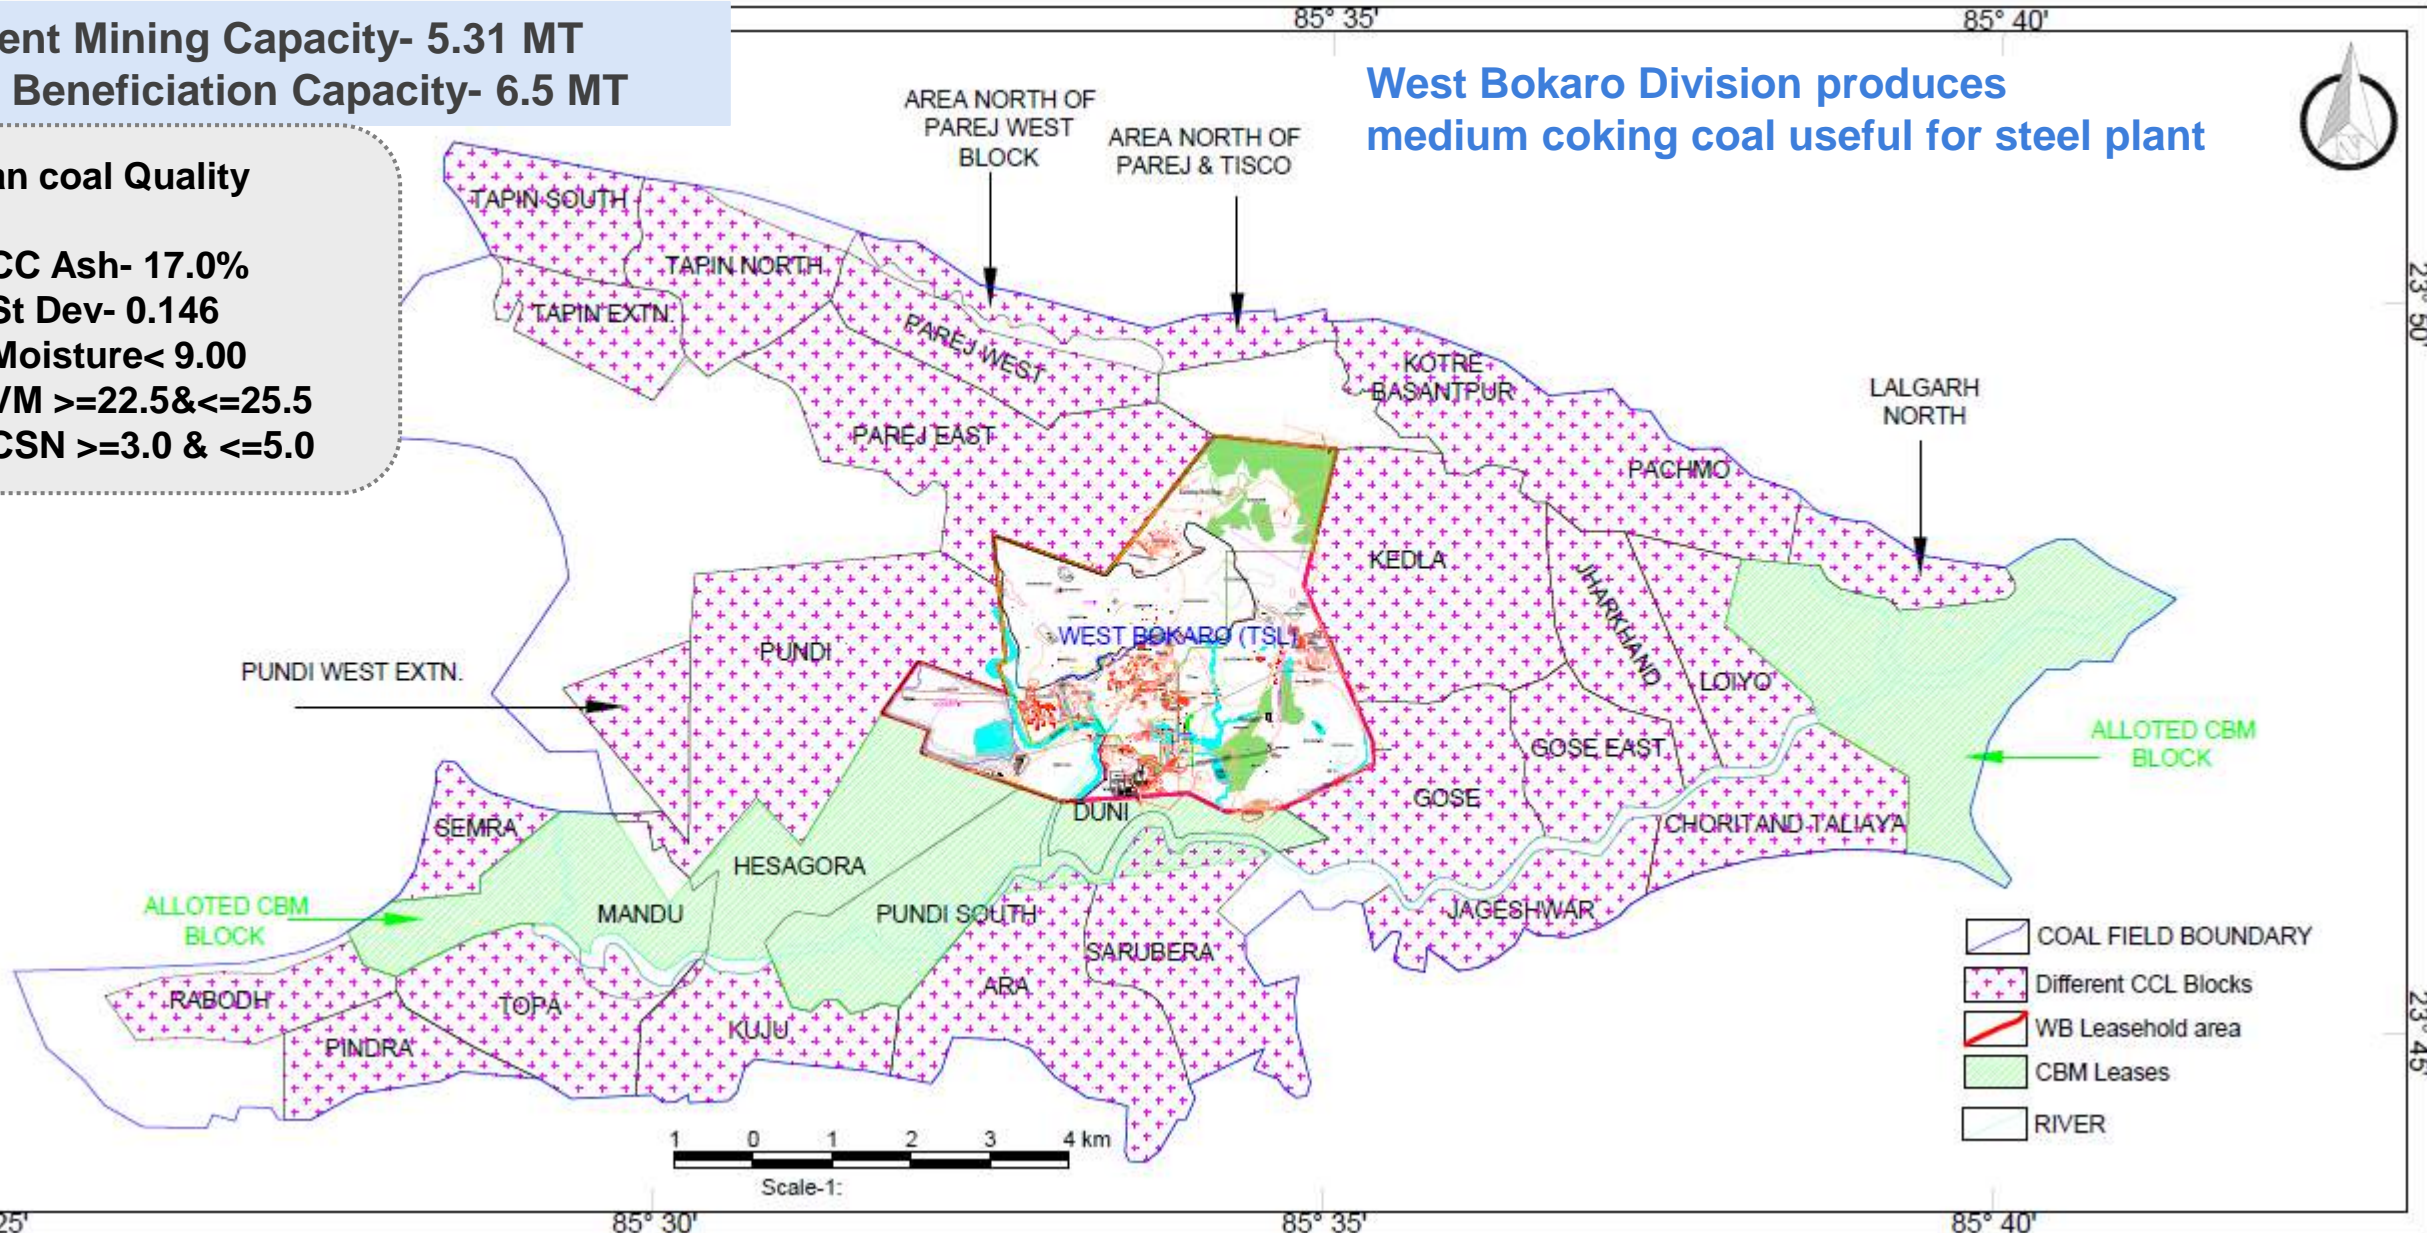 ent Mining Capacity- 5.31 MT
Beneficiation Capacity- 6.5 MT
an coal Quality
CC Ash- 17.0%
St Dev- 0.146
Moisture< 9.00
VM >=22.5&<=25.5
CSN >=3.0 & <=5.0
West Bokaro Division produces
medium coking coal useful for steel plant
85° 35'
85° 40'
AREA NORTH OF
PAREJ WEST
BLOCK
AREA NORTH OF
PAREJ & TISCO
TAPIN SOUTH
TAPIN NORTH
TAPIN EXTN.
PAREJ WEST
PAREJ EAST
KOTRE
BASANTPUR
LALGARH
NORTH
PACHMO
KEDLA
JHARKHAND
LOIYO
WEST BOKARO (TSL)
PUNDI
PUNDI WEST EXTN.
GOSE EAST
GOSE
CHORITAND TALIAYA
ALLOTED CBM
BLOCK
DUNI
SEMRA
HESAGORA
MANDU
PUNDI SOUTH
ALLOTED CBM
BLOCK
JAGESHWAR
SARUBERA
ARA
RABODH
TOPA
KUJU
PINDRA
COAL FIELD BOUNDARY
Different CCL Blocks
WB Leasehold area
CBM Leases
RIVER
1 0 1 2 3 4 km
Scale-1:
23° 50'
23° 45'
25'
85° 30'
85° 35'
85° 40'